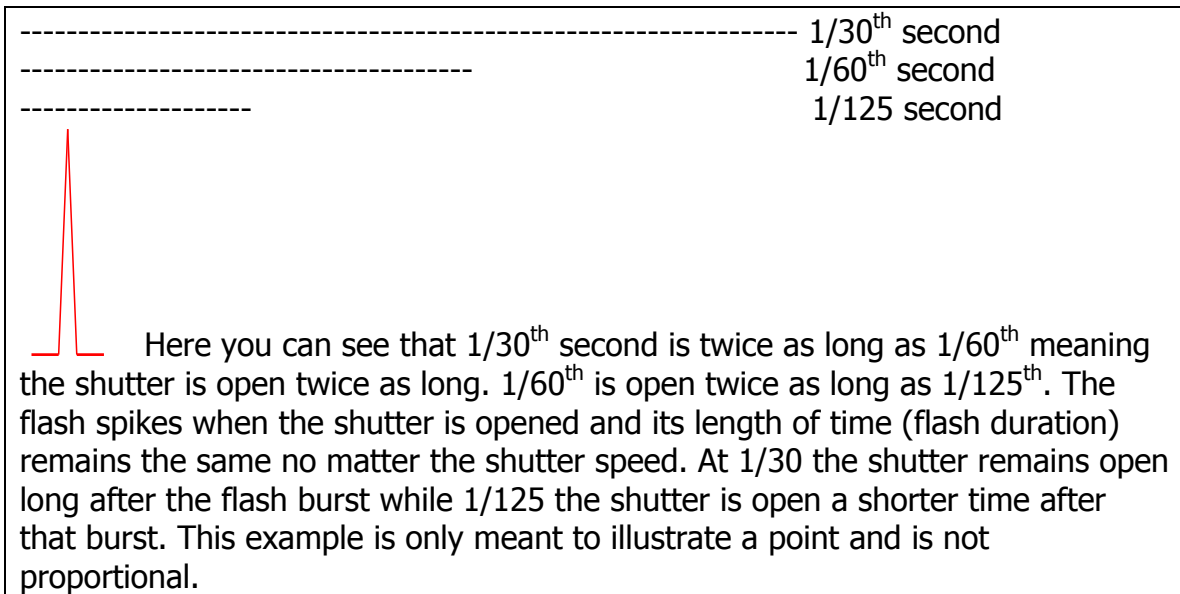 ------------------------------------------------------------------- 1/30th second
--------------------------------------- 1/60th second
-------------------- 1/125 second
Here you can see that 1/30th second is twice as long as 1/60th meaning
the shutter is open twice as long. 1/60th is open twice as long as 1/125th. The
flash spikes when the shutter is opened and its length of time (flash duration)
remains the same no matter the shutter speed. At 1/30 the shutter remains open
long after the flash burst while 1/125 the shutter is open a shorter time after
that burst. This example is only meant to illustrate a point and is not
proportional.